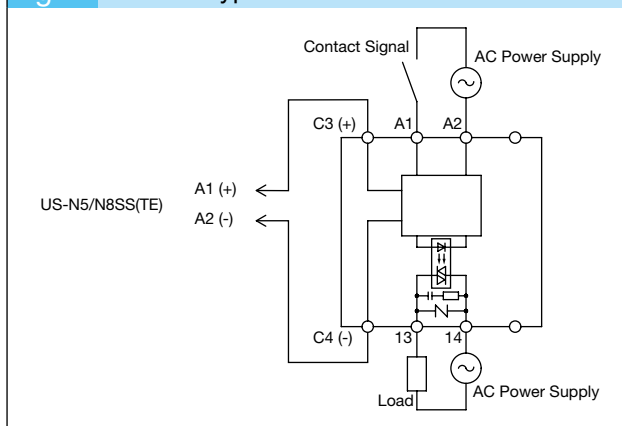 Contact Signal
AC Power Supply
C3 (+)
A1
A2
A1 (+)
US-N5/N8SS(TE)
A2 (-)
C4 (-)
13
14
Load
AC Power Supply